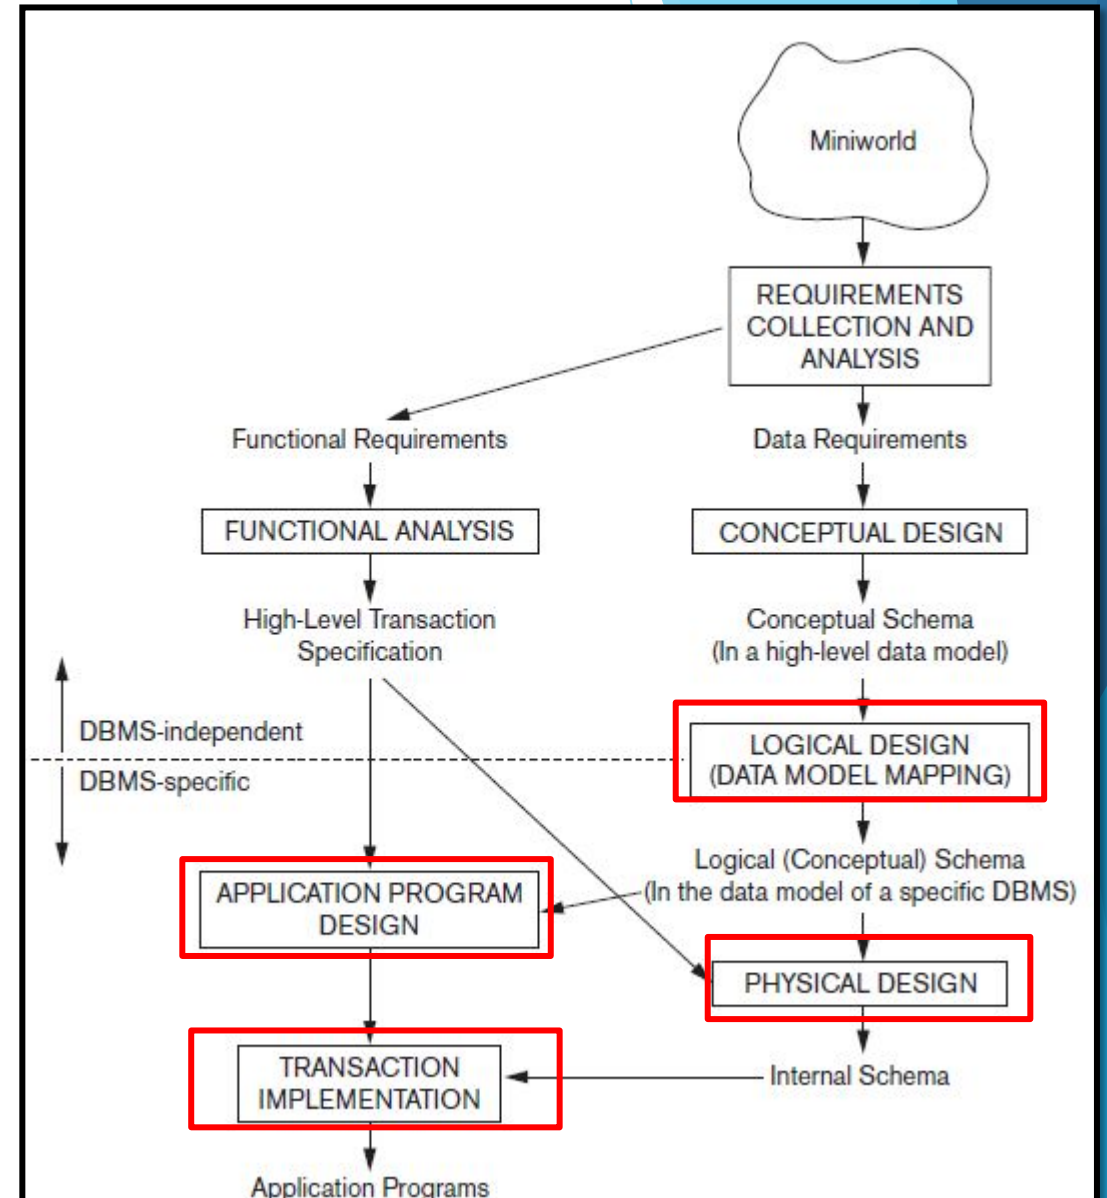 Miniworld
REQUIREMENTS
COLLECTION AND
ANALYSIS
Functional Requirements
Data Requirements
FUNCTIONAL ANALYSIS
CONCEPTUAL DESIGN
High-Level Transaction
Specification
Conceptual Schema
(In a high-level data model)
DBMS-independent
DBMS-specific
LOGICAL DESIGN
(DATA MODEL MAPPING)
Logical (Conceptual) Schema
(In the data model of a specific DBMS)
APPLICATION PROGRAM
DESIGN
PHYSICAL DESIGN
TRANSACTION
IMPLEMENTATION
Internal Schema
Application Programs